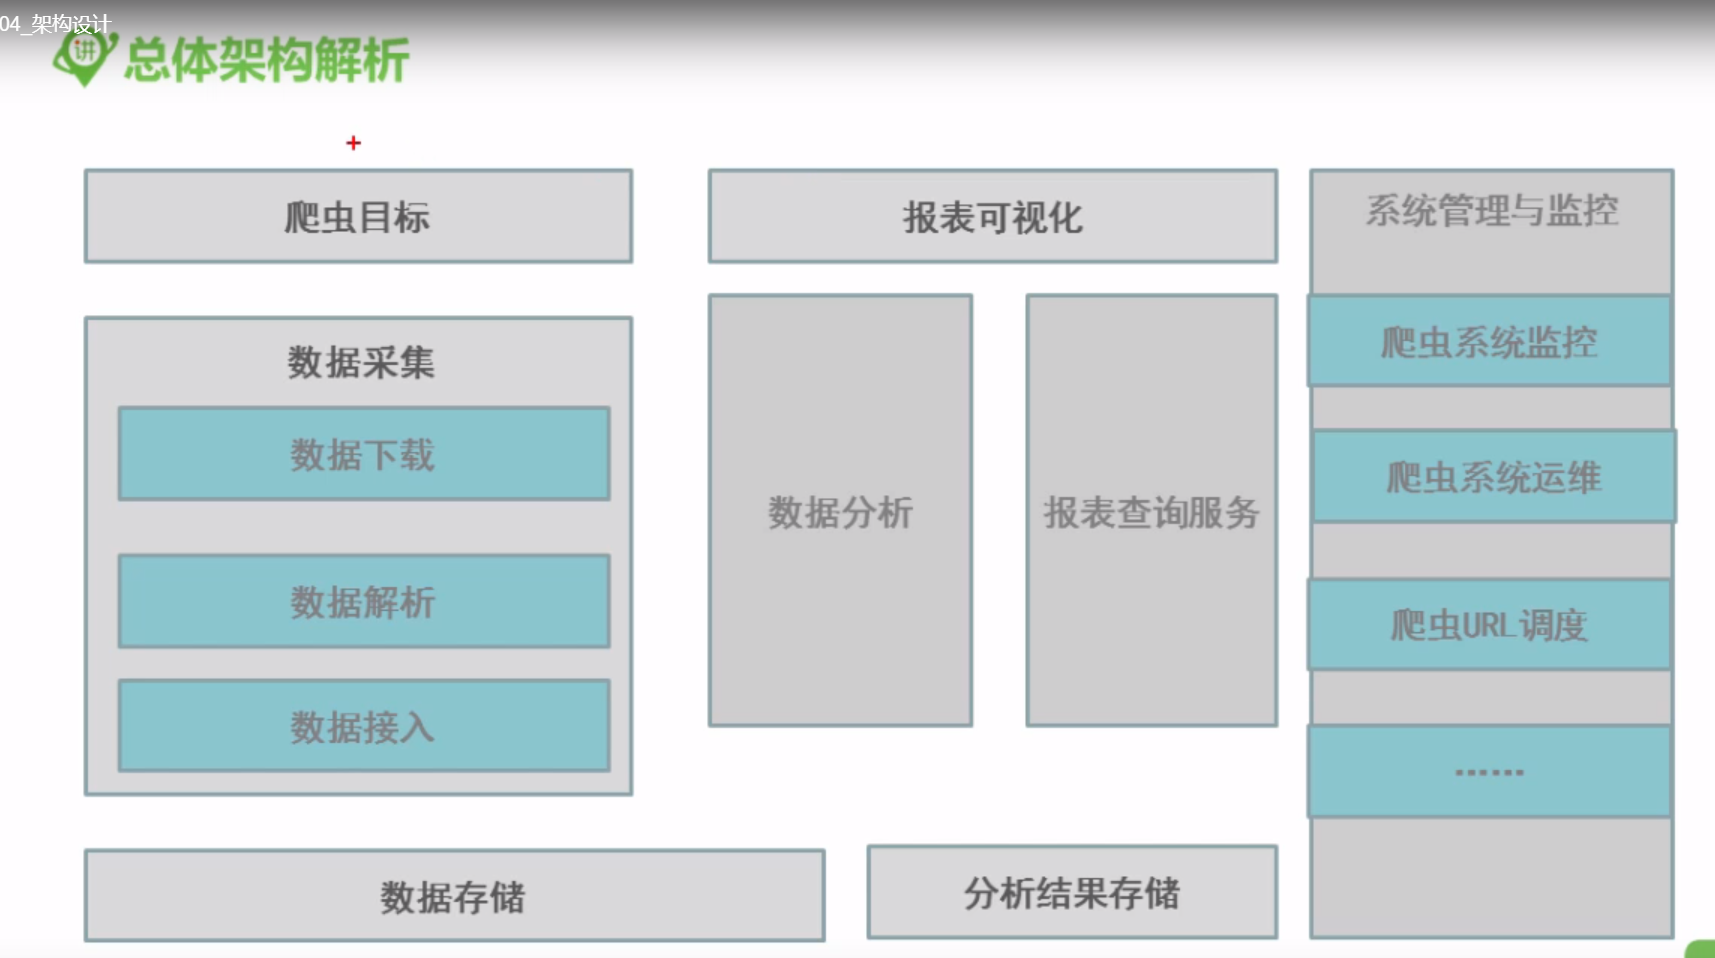 04_架构设计
讲
总体架构解析
爬虫目标
数据采集
数据下载
数据解析
数据接入
数据存储
报表可视化
数据分析
报表查询服务
分析结果存储
系统管理与监控
爬虫系统监控
爬虫系统运维
爬虫URL调度
······